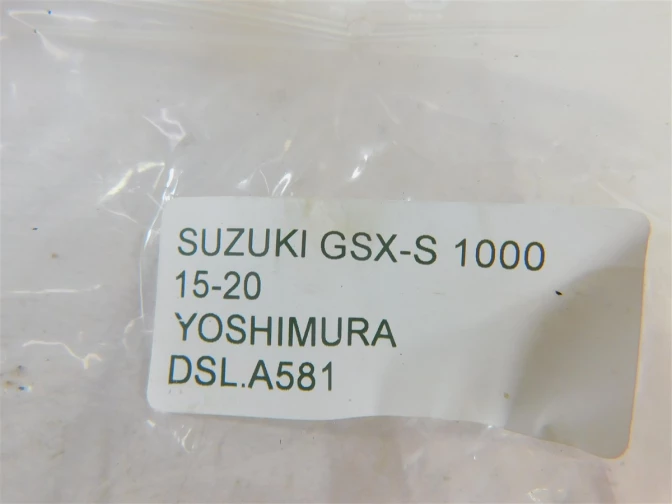 SUZUKI GSX-S 1000
15-20
YOSHIMURA
DSL.A581